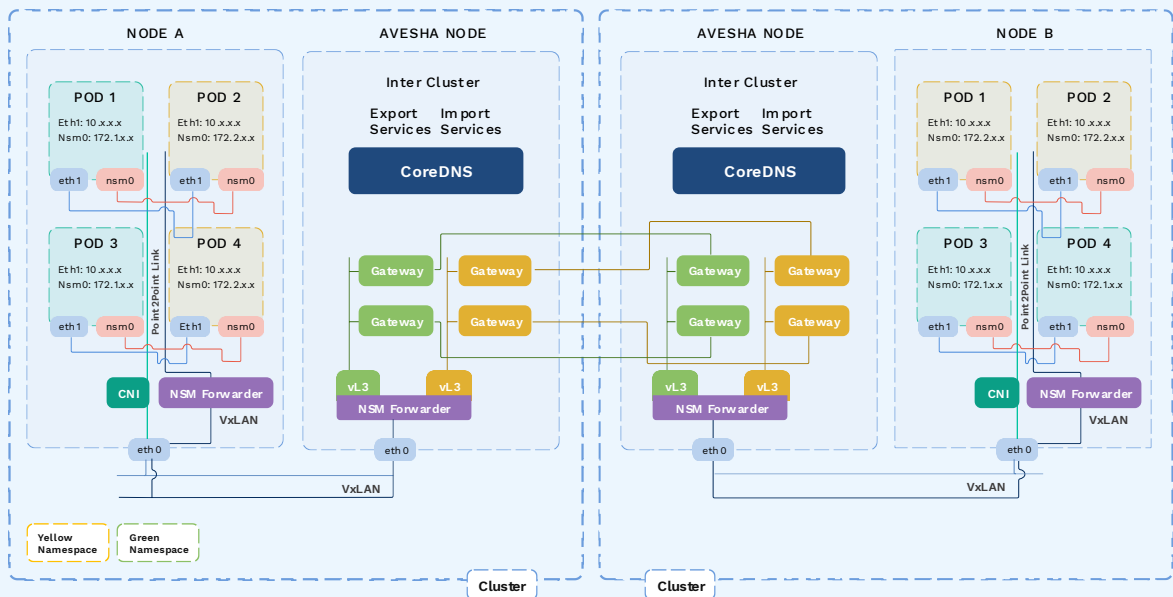 NODE A
AVESHA NODE
AVESHA NODE
NODE B
POD 1
Eth1: 10.x.x.x
Nsm0: 172.1.x.x
eth1
nsm0
POD 2
Eth1: 10.x.x.x
Nsm0: 172.2.x.x
eth1
nsm0
POD 3
Eth1: 10.x.x.x
Nsm0: 172.1.x.x
eth1
nsm0
POD 4
Eth1: 10.x.x.x
Nsm0: 172.2.x.x
Eth1
nsm0
Point2Point Link
CNI
NSM Forwarder
VxLAN
eth0
Inter Cluster
Export
Services
Import
Services
CoreDNS
Gateway
Gateway
Gateway
Gateway
vL3
vL3
NSM Forwarder
eth0
VxLAN
Inter Cluster
Export
Services
Import
Services
CoreDNS
Gateway
Gateway
Gateway
Gateway
vL3
vL3
NSM Forwarder
eth0
VxLAN
POD 1
Eth1: 10.x.x.x
Nsm0: 172.2.x.x
eth1
nsm0
POD 2
Eth1: 10.x.x.x
Nsm0: 172.2.x.x
eth1
nsm0
POD 3
Eth1: 10.x.x.x
Nsm0: 172.1.x.x
eth1
nsm0
POD 4
Eth1: 10.x.x.x
Nsm0: 172.1.x.x
eth1
nsm0
Point2Point Link
CNI
NSM Forwarder
VxLAN
eth0
Yellow
Namespace
Green
Namespace
Cluster
Cluster